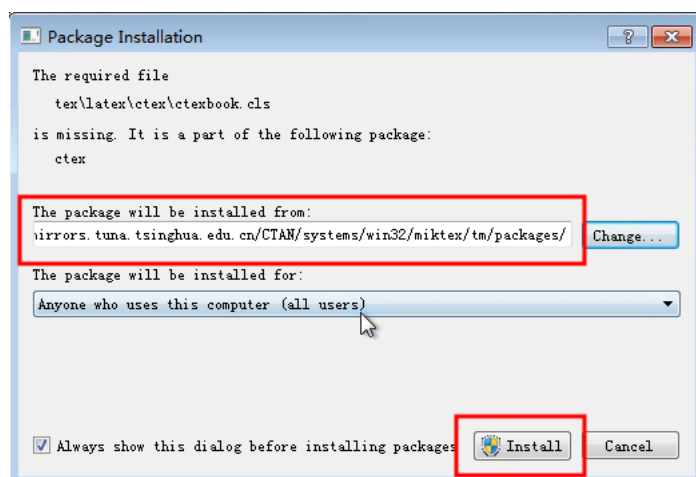 Package Installation
The required file
tex\latex\ctex\ctexbook.cls
is missing. It is a part of the following package:
ctex
The package will be installed from:
mirrors.tuna.tsinghua.edu.cn/CTAN/systems/win32/miktex/tm/packages/
Change...
The package will be installed for:
Anyone who uses this computer (all users)
Always show this dialog before installing packages
Install
Cancel